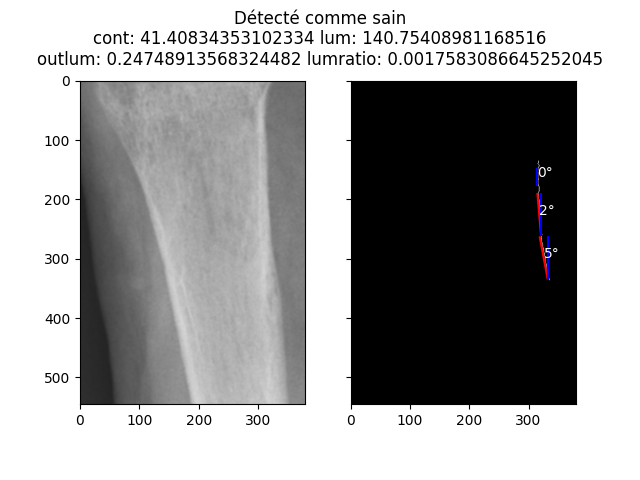 Détecté comme sain
cont: 41.40834353102334 lum: 140.75408981168516
outlum: 0.24748913568324482 lumratio: 0.0017583086645252045
0
100
200
300
400
500
0 100 200 300
0°
2°
5°
0 100 200 300